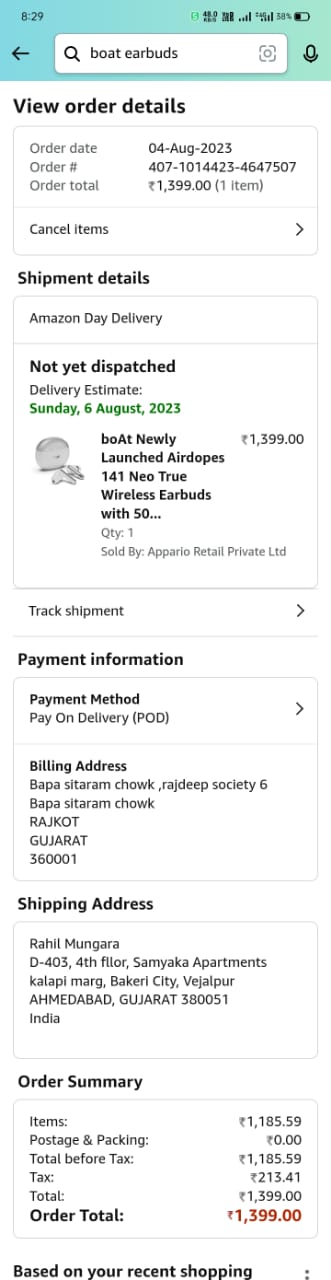 8:29
48.0 KB/S
38%
boat earbuds
View order details
Order date 04-Aug-2023
Order # 407-1014423-4647507
Order total ₹1,399.00 (1 item)
Cancel items
Shipment details
Amazon Day Delivery
Not yet dispatched
Delivery Estimate:
Sunday, 6 August, 2023
boAt Newly ₹1,399.00
Launched Airdopes
141 Neo True
Wireless Earbuds
with 50...
Qty: 1
Sold By: Appario Retail Private Ltd
Track shipment
Payment information
Payment Method
Pay On Delivery (POD)
Billing Address
Bapa sitaram chowk ,rajdeep society 6
Bapa sitaram chowk
RAJKOT
GUJARAT
360001
Shipping Address
Rahil Mungara
D-403, 4th fllor, Samyaka Apartments
kalapi marg, Bakeri City, Vejalpur
AHMEDABAD, GUJARAT 380051
India
Order Summary
Items: ₹1,185.59
Postage & Packing: ₹0.00
Total before Tax: ₹1,185.59
Tax: ₹213.41
Total: ₹1,399.00
Order Total: ₹1,399.00
Based on your recent shopping